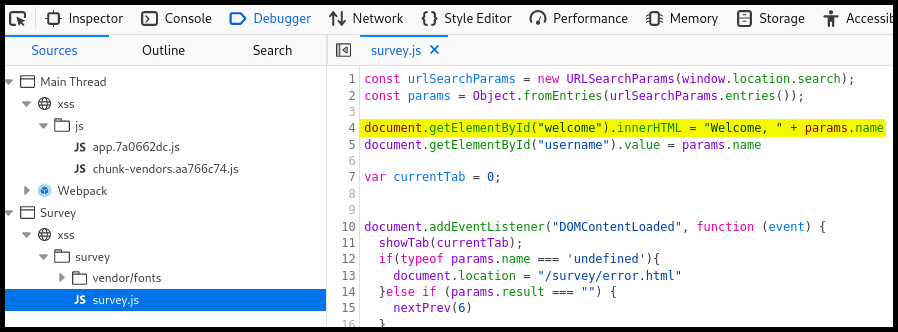 Inspector Console Debugger Network Style Editor Performance Memory Storage
Sources Outline Search
survey.js
Main Thread
xss
js
JS app.7a0662dc.js
JS chunk-vendors.aa766c74.js
Webpack
Survey
xss
survey
vendor/fonts
JS survey.js
1 const urlSearchParams = new URLSearchParams(window.location.search);
2 const params = Object.fromEntries(urlSearchParams.entries());
3
4 document.getElementById("welcome").innerHTML = "Welcome, " + params.name
5 document.getElementById("username").value = params.name
6
7 var currentTab = 0;
8
9
10 document.addEventListener("DOMContentLoaded", function (event) {
11 showTab(currentTab);
12 if(typeof params.name === 'undefined'){
13 document.location = "/survey/error.html"
14 }else if (params.result === "") {
15 nextPrev(6)
16 }